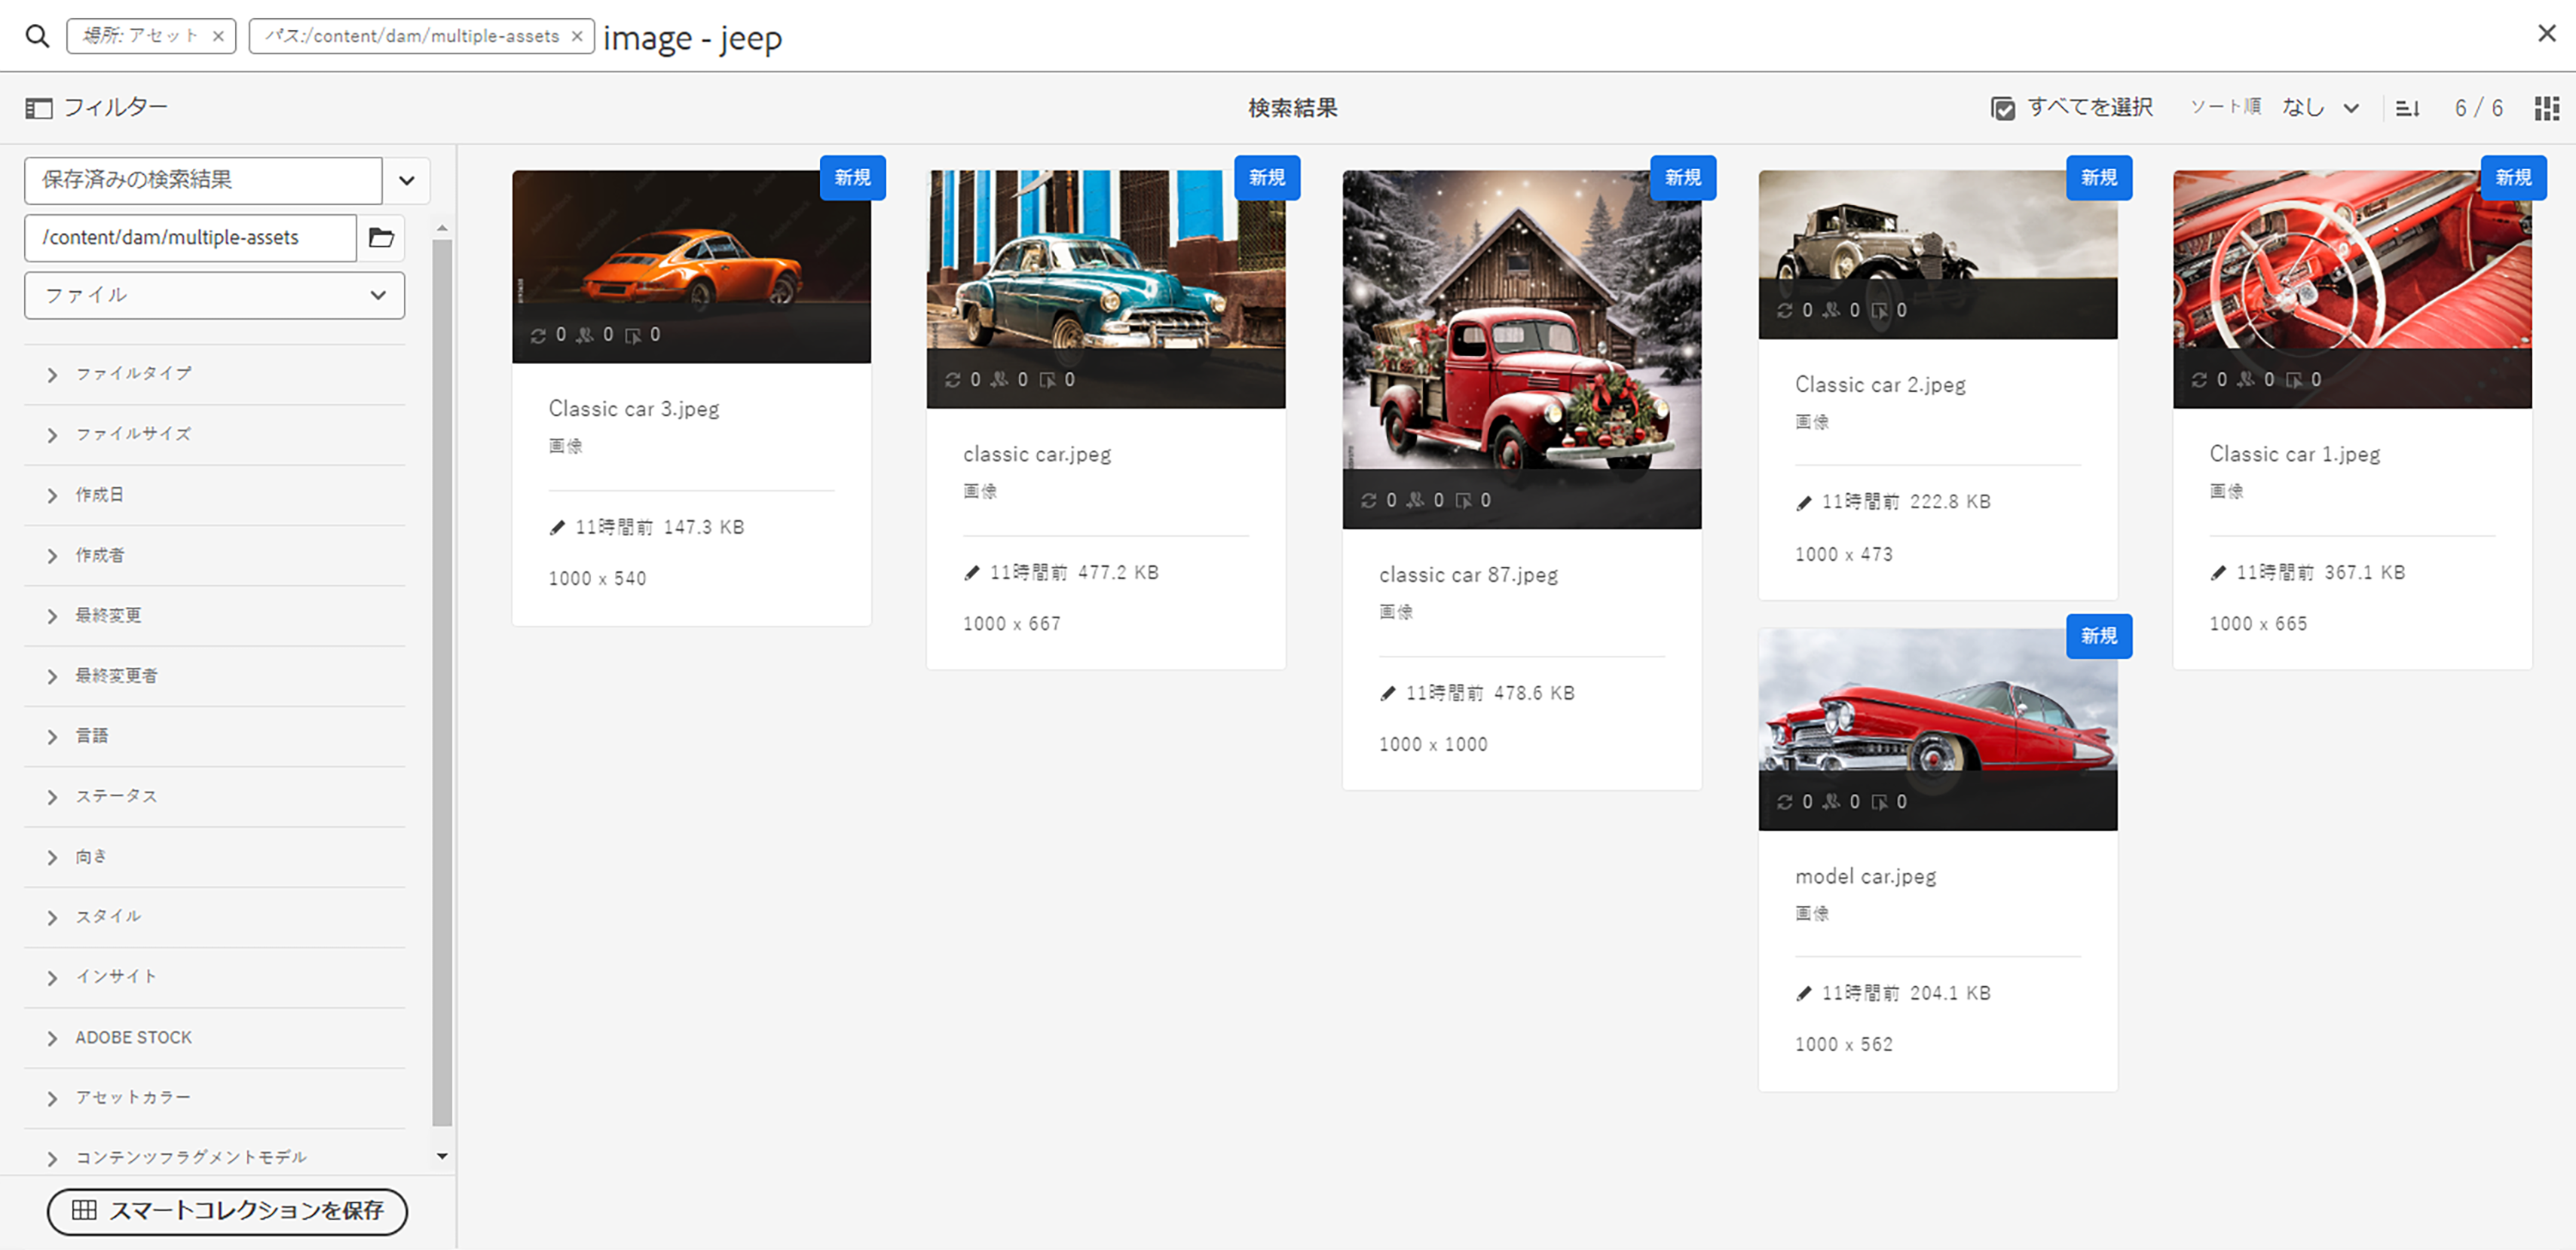 場所: アセット ×
パス:/content/dam/multiple-assets ×
image - jeep
フィルター
検索結果
すべてを選択
ソート順 なし
6 / 6
保存済みの検索結果
/content/dam/multiple-assets
ファイル
ファイルタイプ
ファイルサイズ
作成日
作成者
最終変更
最終変更者
言語
ステータス
向き
スタイル
インサイト
ADOBE STOCK
アセットカラー
コンテンツフラグメントモデル
スマートコレクションを保存
新規
0 0 0
Classic car 3.jpeg
画像
11時間前 147.3 KB
1000 x 540
新規
0 0 0
classic car.jpeg
画像
11時間前 477.2 KB
1000 x 667
新規
0 0 0
classic car 87.jpeg
画像
11時間前 478.6 KB
1000 x 1000
新規
0 0 0
Classic car 2.jpeg
画像
11時間前 222.8 KB
1000 x 473
新規
0 0 0
model car.jpeg
画像
11時間前 204.1 KB
1000 x 562
新規
0 0 0
Classic car 1.jpeg
画像
11時間前 367.1 KB
1000 x 665